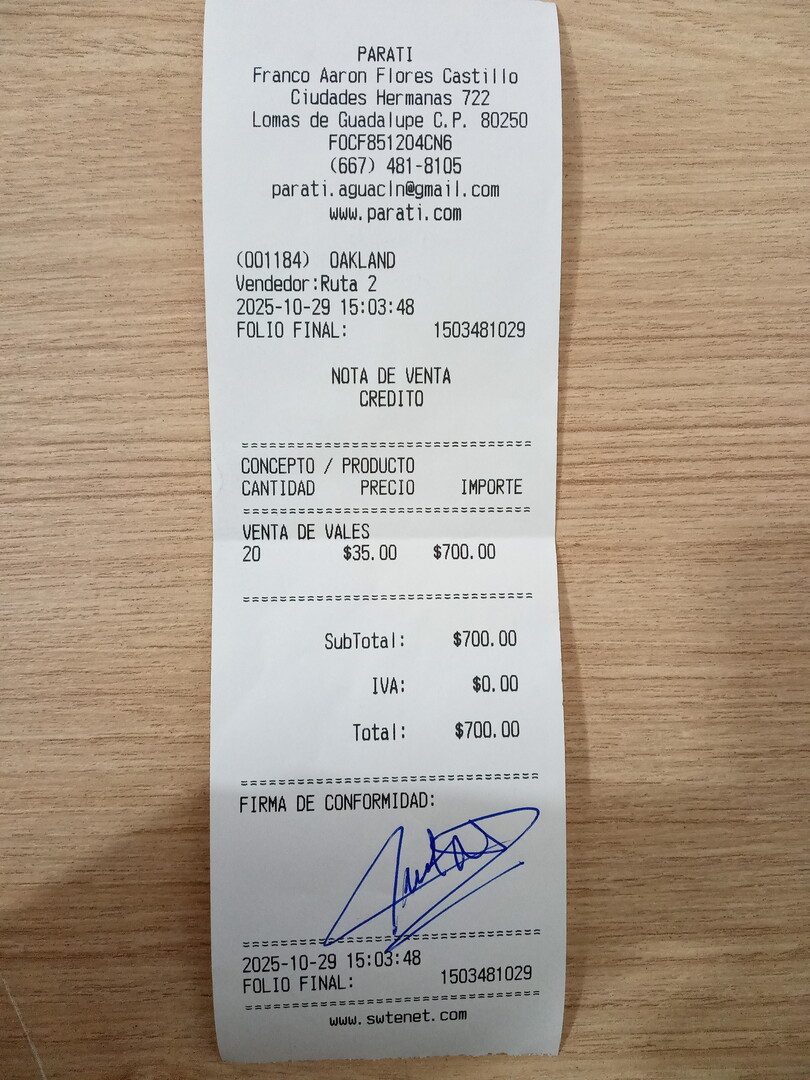 PARATI
Franco Aaron Flores Castillo
Ciudades Hermanas 722
Lomas de Guadalupe C.P. 80250
FOCF851204CN6
(667) 481-8105
parati.aguacln@gmail.com
www.parati.com
(001184) OAKLAND
Vendedor:Ruta 2
2025-10-29 15:03:48
FOLIO FINAL: 1503481029
NOTA DE VENTA
CREDITO
CONCEPTO / PRODUCTO
CANTIDAD PRECIO IMPORTE
VENTA DE VALES
20 $35.00 $700.00
SubTotal: $700.00
IVA: $0.00
Total: $700.00
FIRMA DE CONFORMIDAD:
2025-10-29 15:03:48
FOLIO FINAL: 1503481029
www.swtenet.com